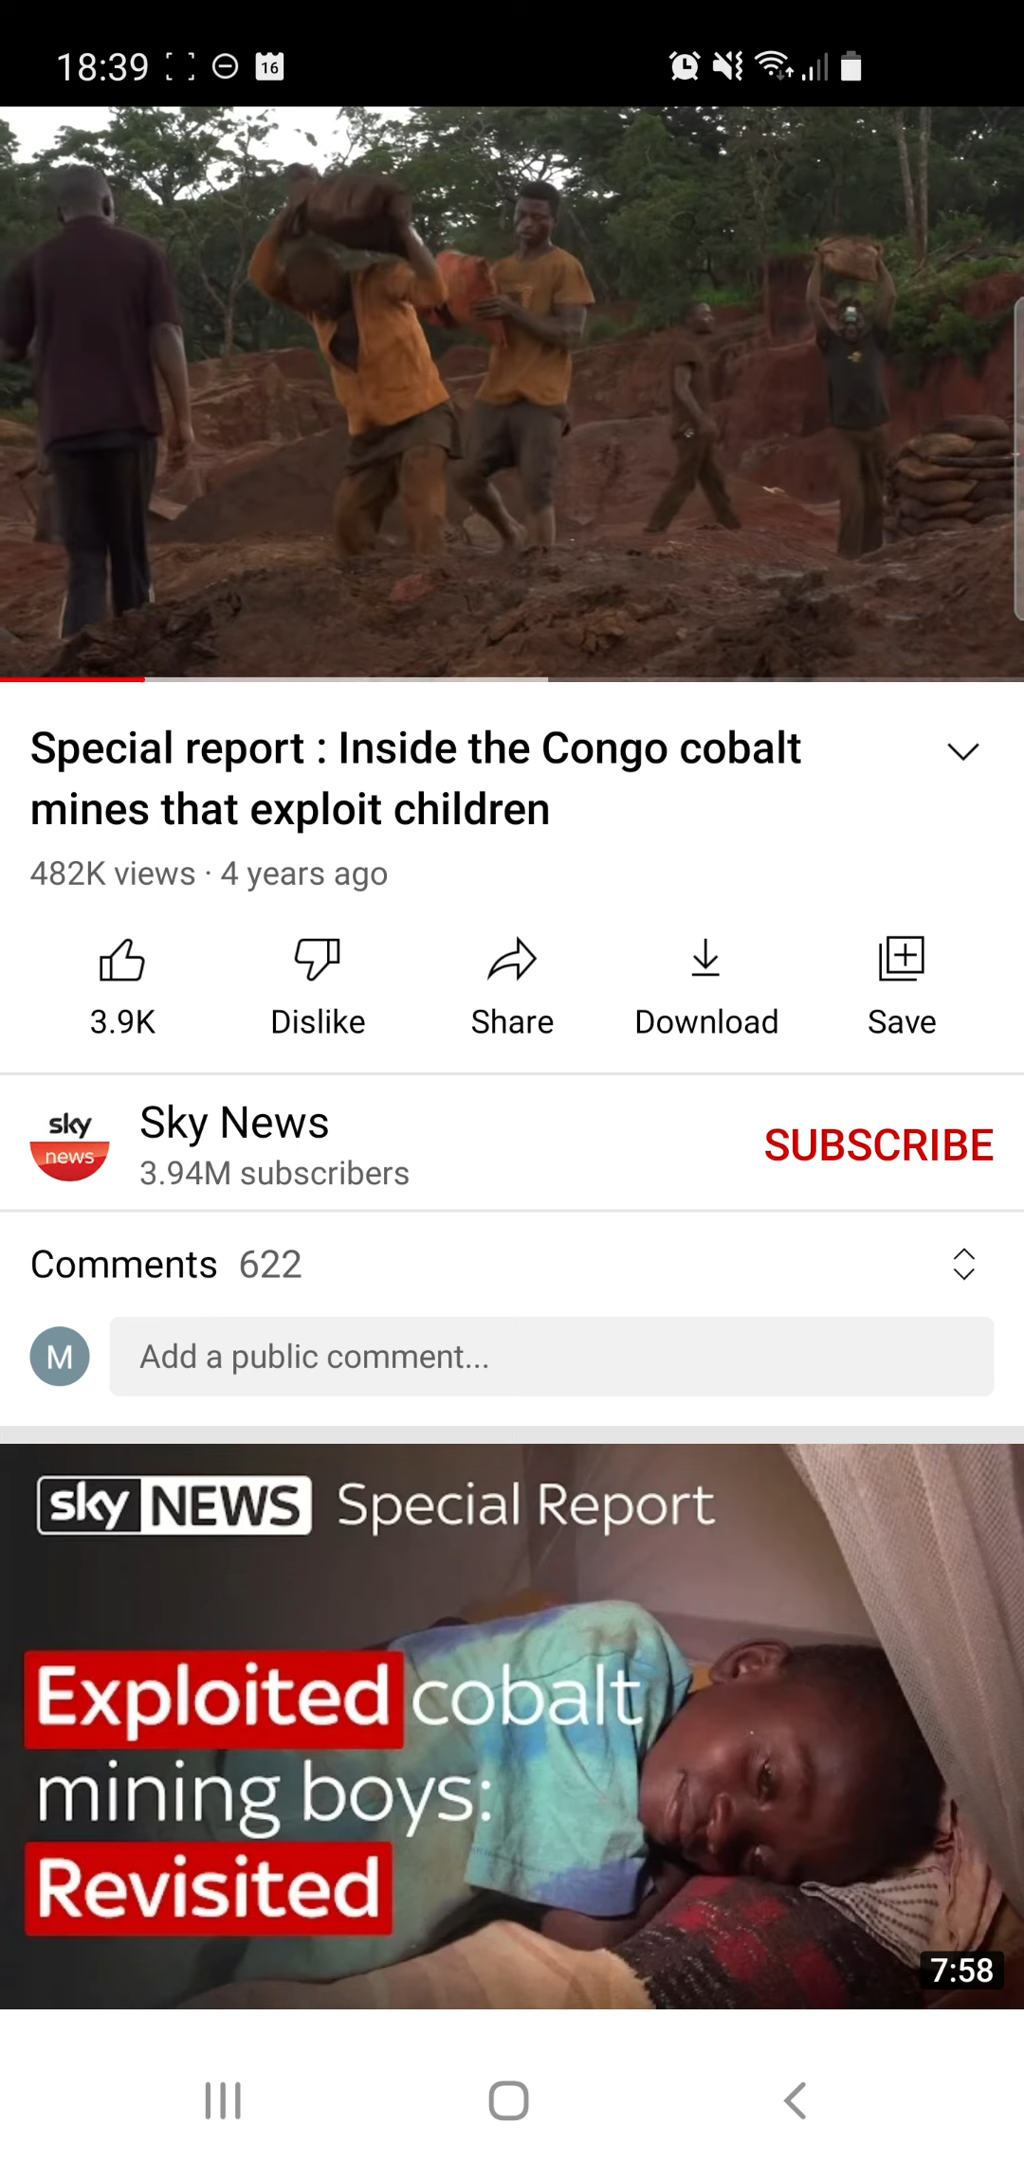 18:39
16
Special report : Inside the Congo cobalt
mines that exploit children
482K views · 4 years ago
3.9K
Dislike
Share
Download
Save
sky
news
Sky News
3.94M subscribers
SUBSCRIBE
Comments 622
M
Add a public comment...
sky NEWS Special Report
Exploited cobalt
mining boys:
Revisited
7:58